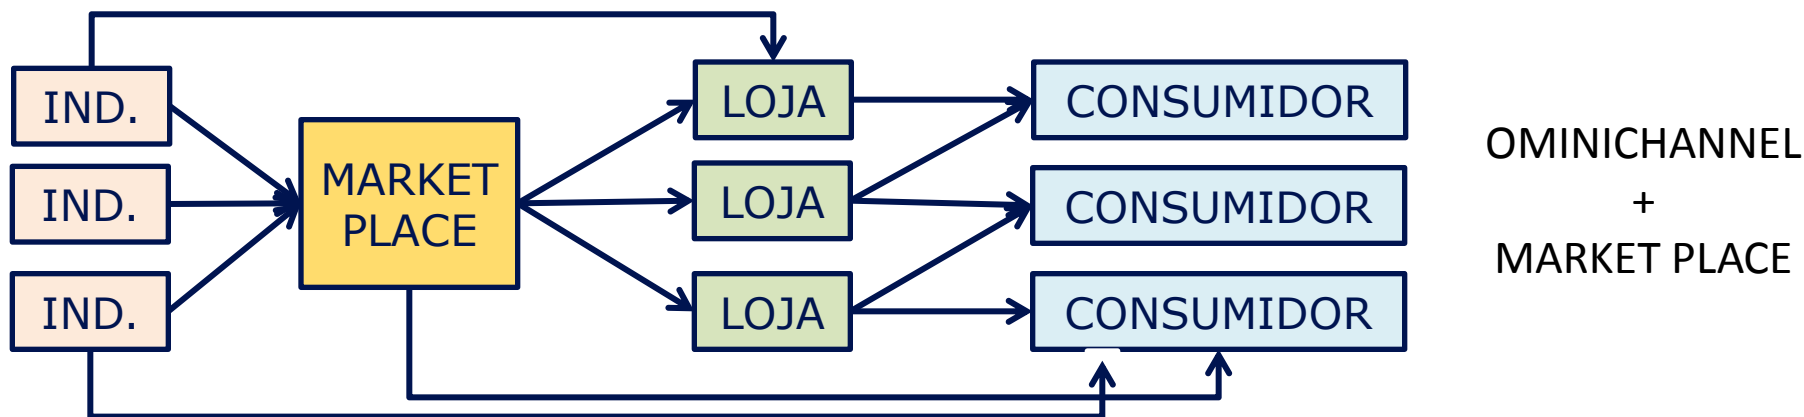 IND.
IND.
IND.
MARKET
PLACE
LOJA
LOJA
LOJA
CONSUMIDOR
CONSUMIDOR
CONSUMIDOR
OMINICHANNEL
+
MARKET PLACE